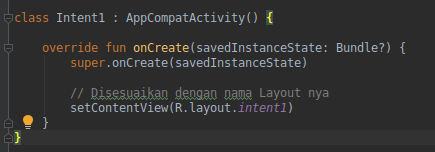 class Intent1 : AppCompatActivity() {
override fun onCreate(savedInstanceState: Bundle?) {
super.onCreate(savedInstanceState)
// Disesuaikan dengan nama Layout nya
setContentView(R.layout.intent1)
}
}